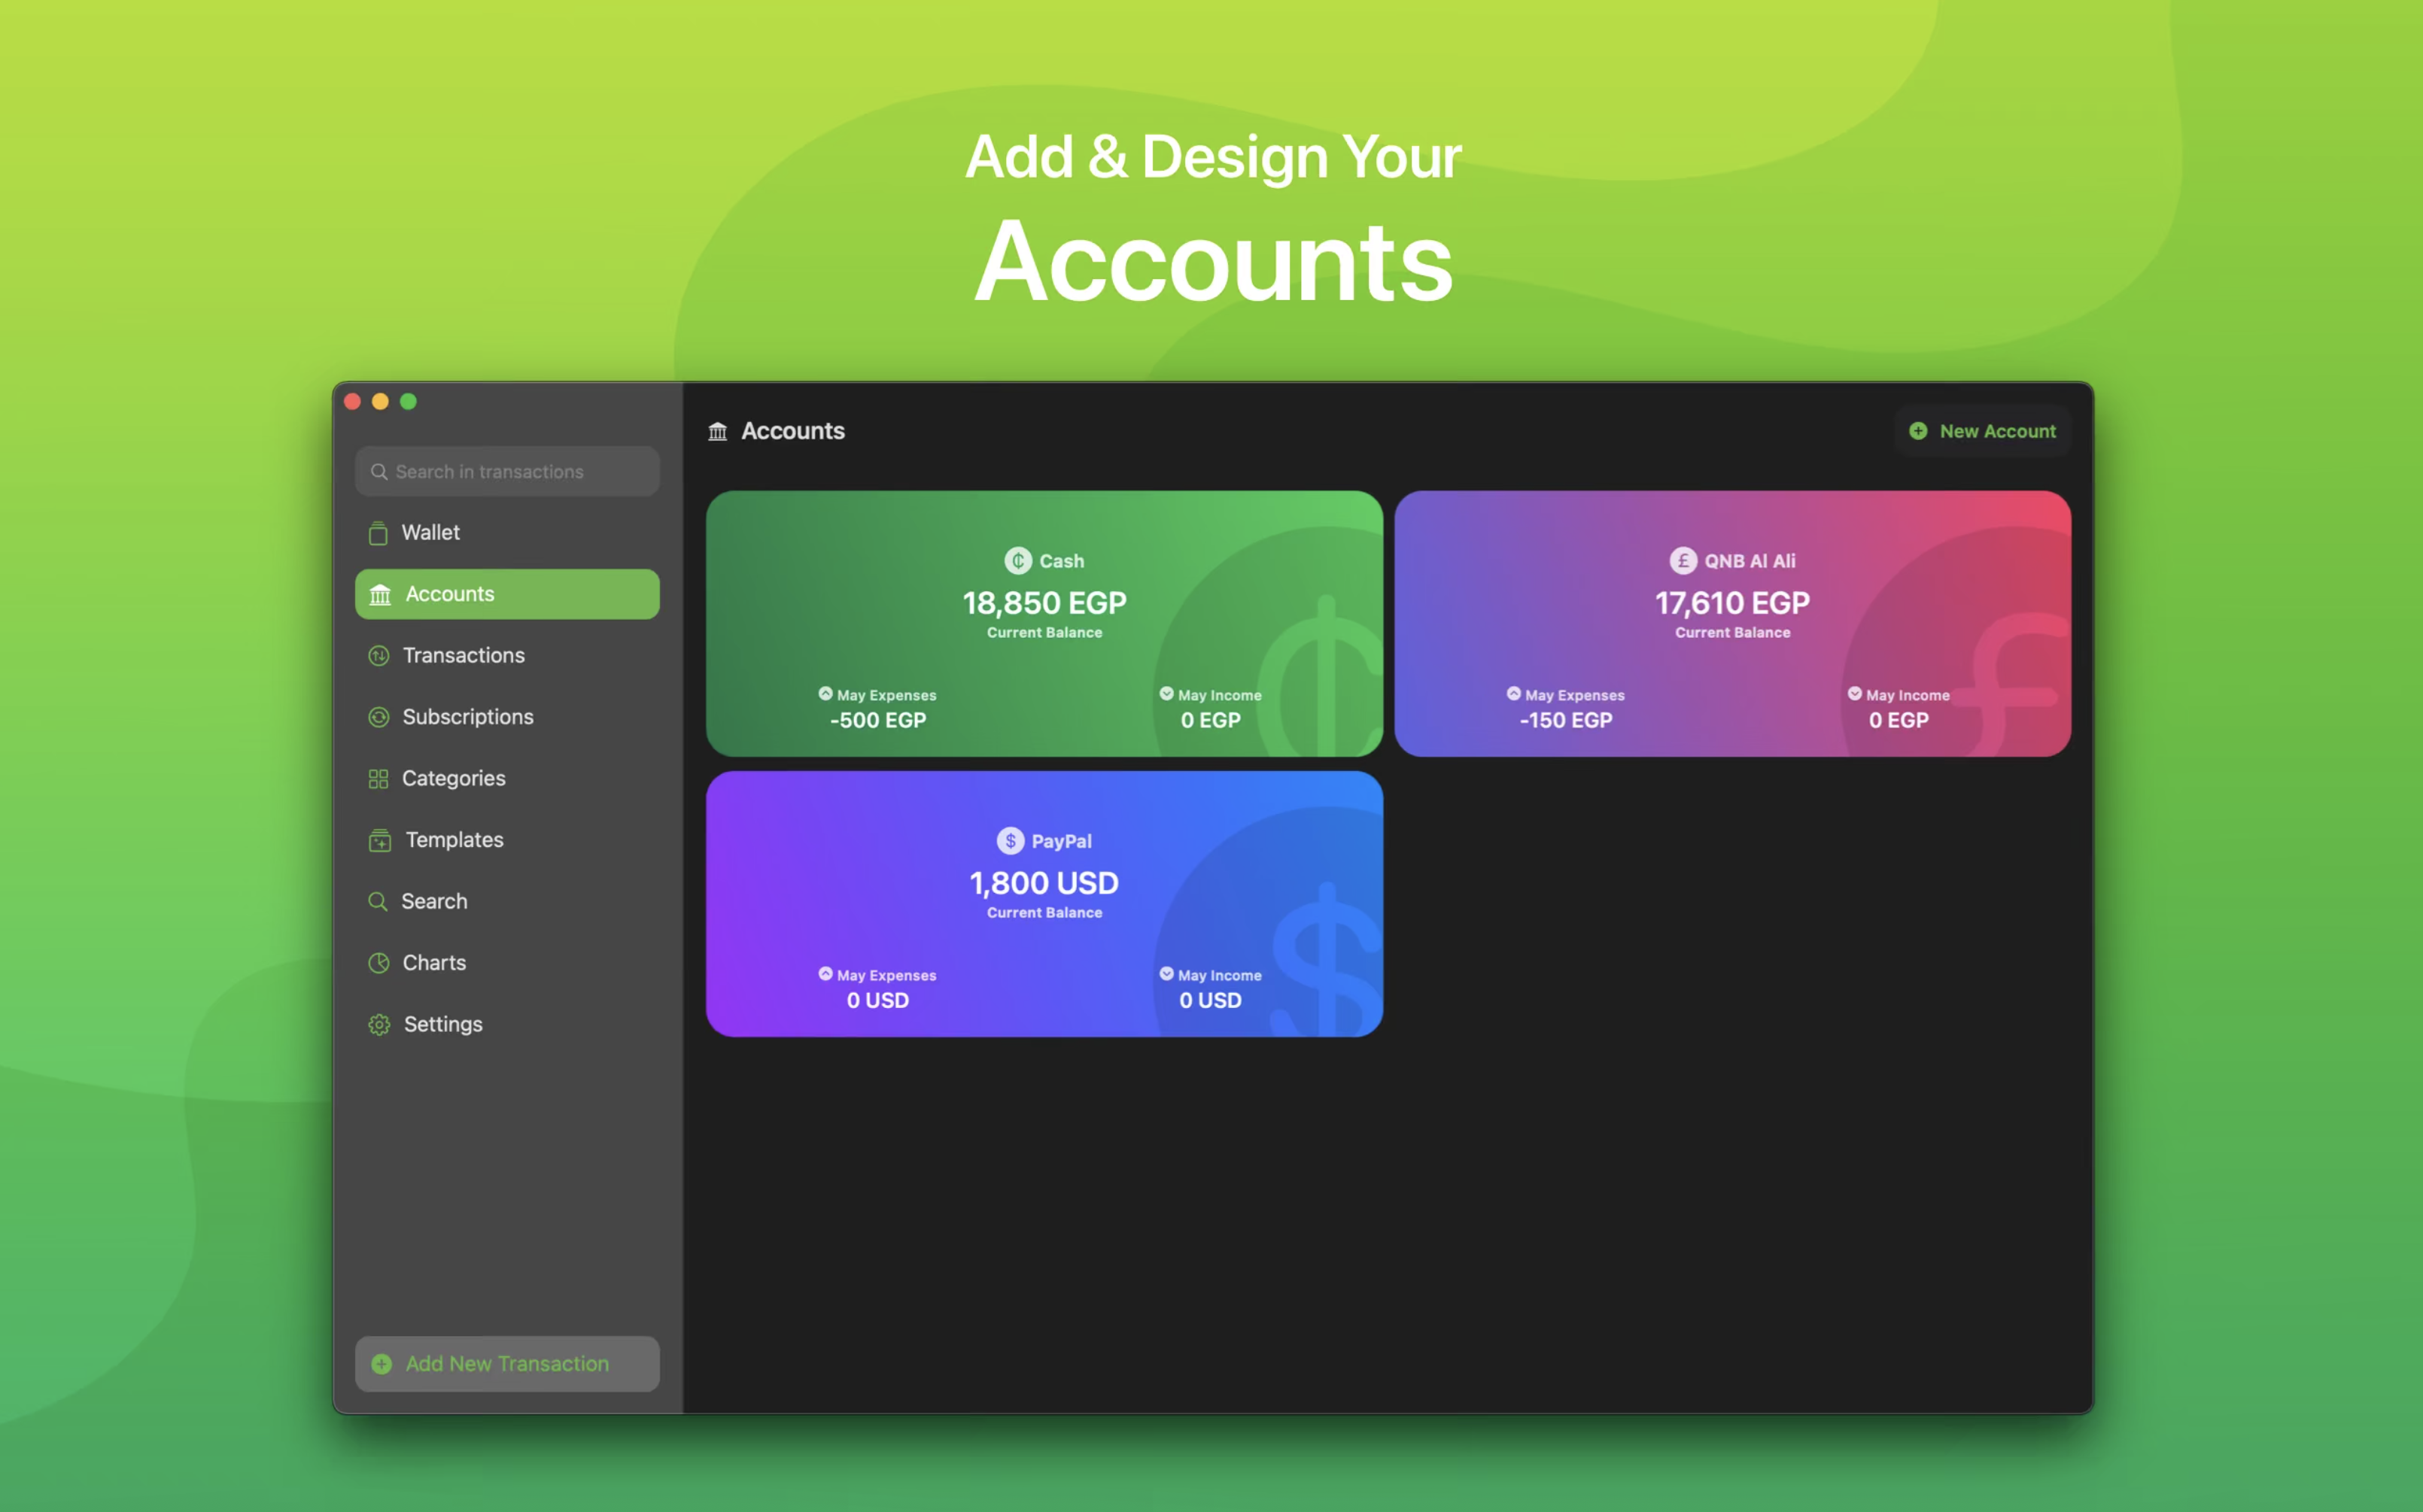 Add & Design Your
Accounts
Search in transactions
Wallet
Accounts
Transactions
Subscriptions
Categories
Templates
Search
Charts
Settings
Add New Transaction
Accounts
New Account
¢ Cash
18,850 EGP
Current Balance
May Expenses
-500 EGP
May Income
0 EGP
¢
£ QNB Al Ali
17,610 EGP
Current Balance
May Expenses
-150 EGP
May Income
0 EGP
£
$ PayPal
1,800 USD
Current Balance
May Expenses
0 USD
May Income
0 USD
$